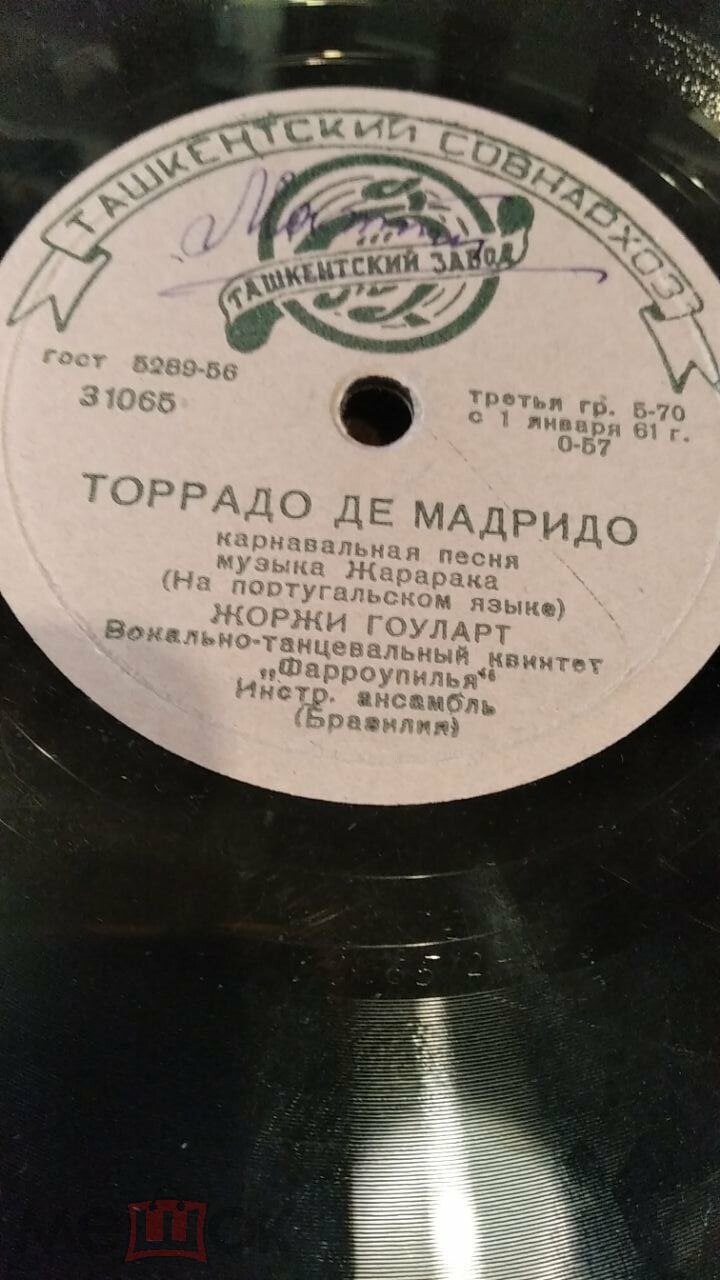 ТАШКЕНТСКИЙ СОВНАРХОЗ
ТАШКЕНТСКИЙ ЗАВОД
гост 5289-56
31065
третья гр. 5-70
с 1 января 61 г.
0-57
ТОРРАДО ДЕ МАДРИДО
карнавальная песня
музыка Жарарака
(На португальском языке)
ЖОРЖИ ГОУЛАРТ
Вокально-танцевальный квинтет
„Фарроупилья“
Инстр. ансамбль
(Бразилия)
мешок